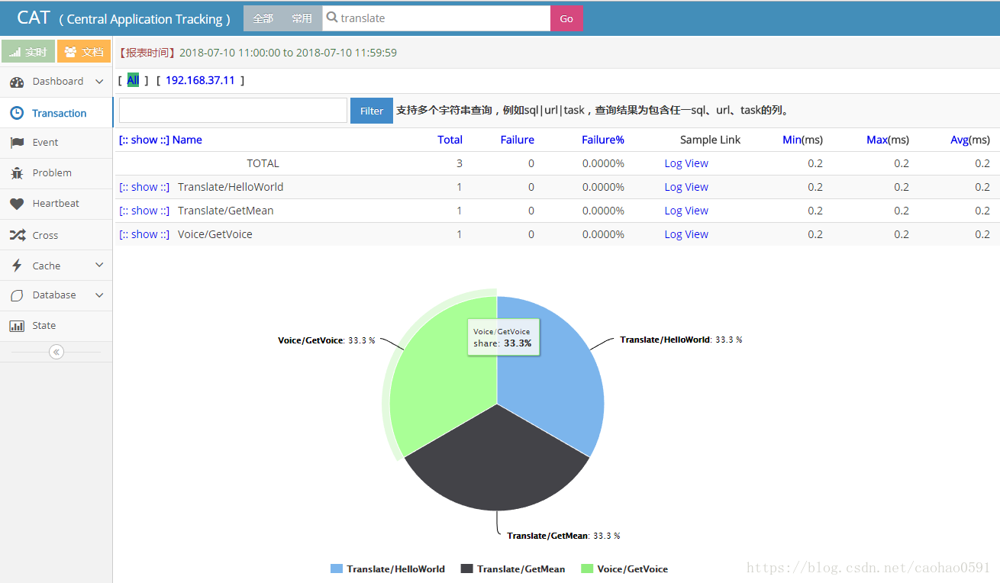 CAT ( Central Application Tracking ) 全部 常用 translate Go
实时 文档 【报表时间】2018-07-10 11:00:00 to 2018-07-10 11:59:59
Dashboard
Transaction
Event
Problem
Heartbeat
Cross
Cache
Database
State
[ All ] [ 192.168.37.11 ]
Filter 支持多个字符串查询，例如sql|url|task，查询结果为包含任一sql、url、task的列。
[:: show ::] Name Total Failure Failure% Sample Link Min(ms) Max(ms) Avg(ms)
TOTAL 3 0 0.0000% Log View 0.2 0.2 0.2
[:: show ::] Translate/HelloWorld 1 0 0.0000% Log View 0.2 0.2 0.2
[:: show ::] Translate/GetMean 1 0 0.0000% Log View 0.2 0.2 0.2
[:: show ::] Voice/GetVoice 1 0 0.0000% Log View 0.2 0.2 0.2
Voice/GetVoice
share: 33.3%
Voice/GetVoice: 33.3 %
Translate/HelloWorld: 33.3 %
Translate/GetMean: 33.3 %
Translate/HelloWorld Translate/GetMean Voice/GetVoice
https://blog.csdn.net/caohao0591